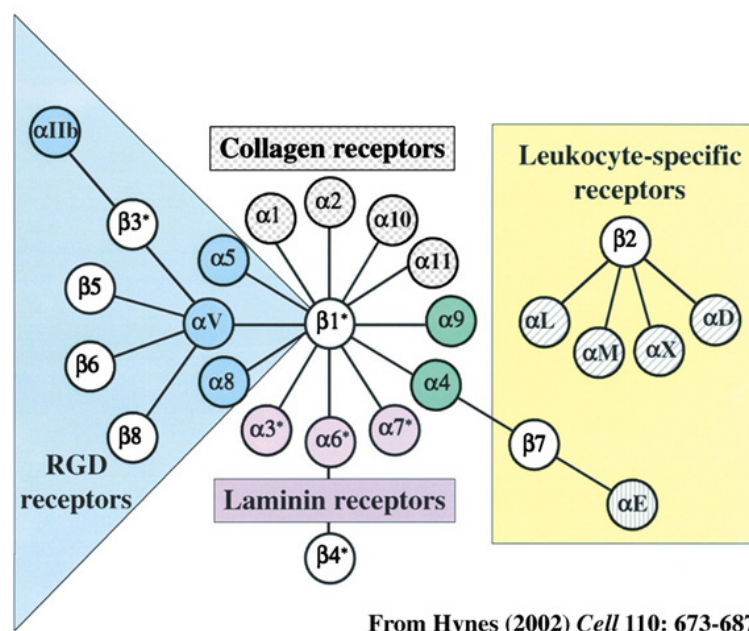 αIIb
Collagen receptors
Leukocyte-specific
receptors
α1
α2
α10
β3*
α5
α11
β2
β5
αV
β1*
α9
αL
αM
αX
αD
β6
α8
α4
β8
α3*
α6*
α7*
β7
RGD
receptors
Laminin receptors
αE
β4*
From Hynes (2002) Cell 110: 673-687